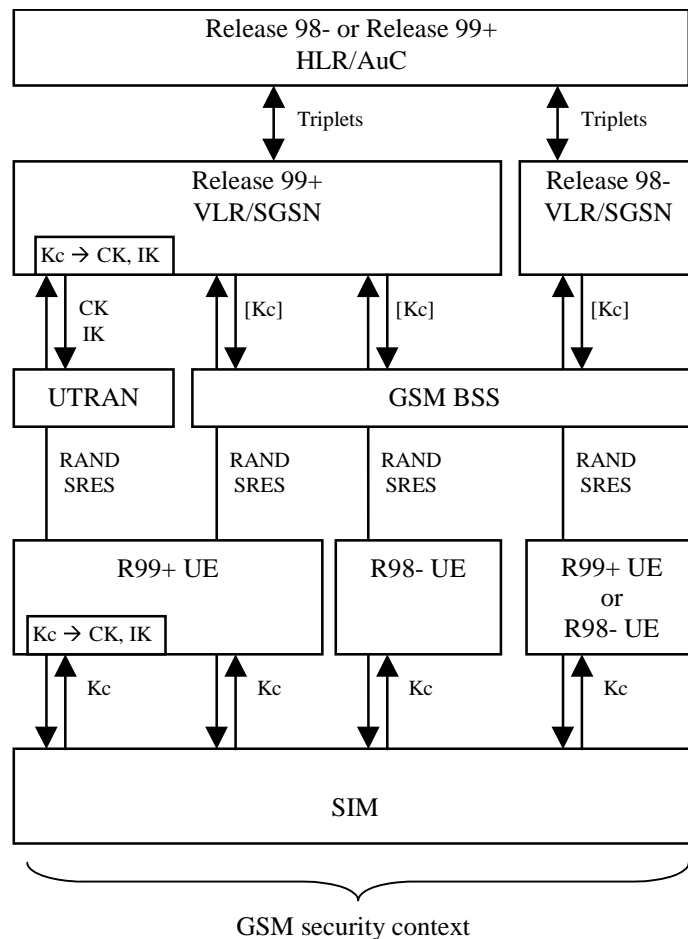 Release 98- or Release 99+
HLR/AuC
Triplets
Triplets
Release 99+
VLR/SGSN
Release 98-
VLR/SGSN
Kc → CK, IK
CK
IK
[Kc]
[Kc]
[Kc]
UTRAN
GSM BSS
RAND
SRES
RAND
SRES
RAND
SRES
RAND
SRES
R99+ UE
R98- UE
R99+ UE
or
R98- UE
Kc → CK, IK
Kc
Kc
Kc
Kc
SIM
GSM security context